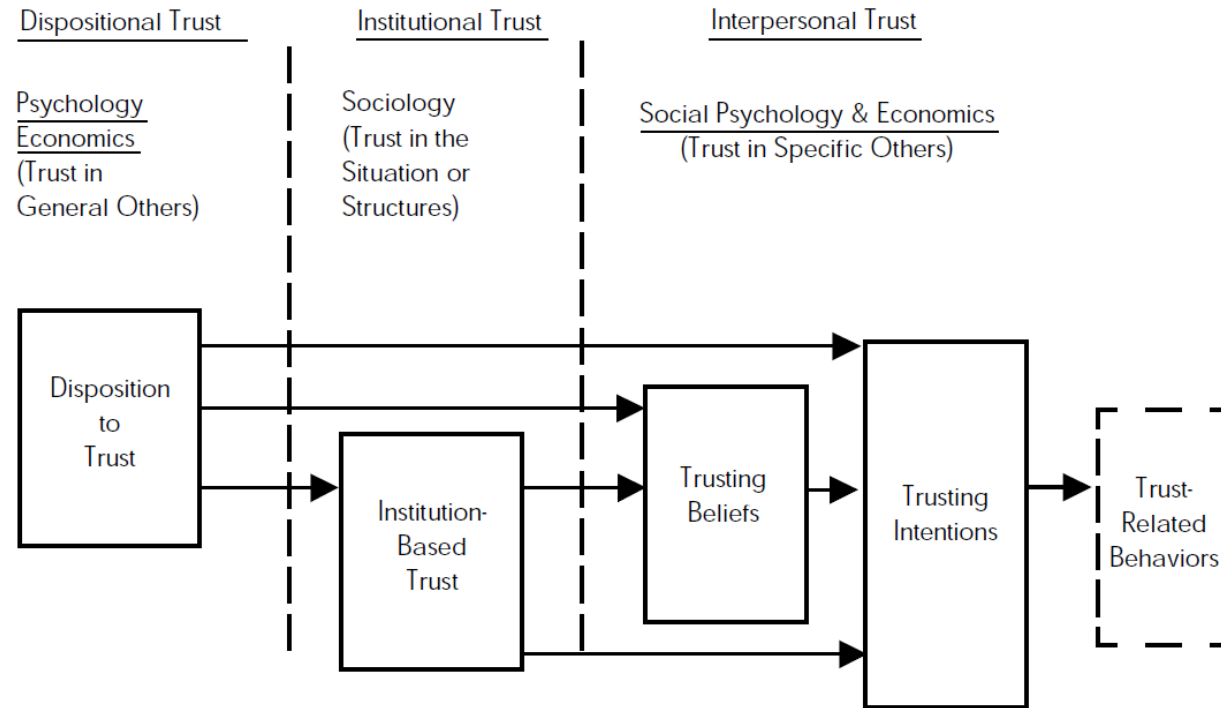 Dispositional Trust
Institutional Trust
Interpersonal Trust
Psychology
Economics
(Trust in
General Others)
Sociology
(Trust in the
Situation or
Structures)
Social Psychology & Economics
(Trust in Specific Others)
Disposition
to
Trust
Institution-
Based
Trust
Trusting
Beliefs
Trusting
Intentions
Trust-
Related
Behaviors